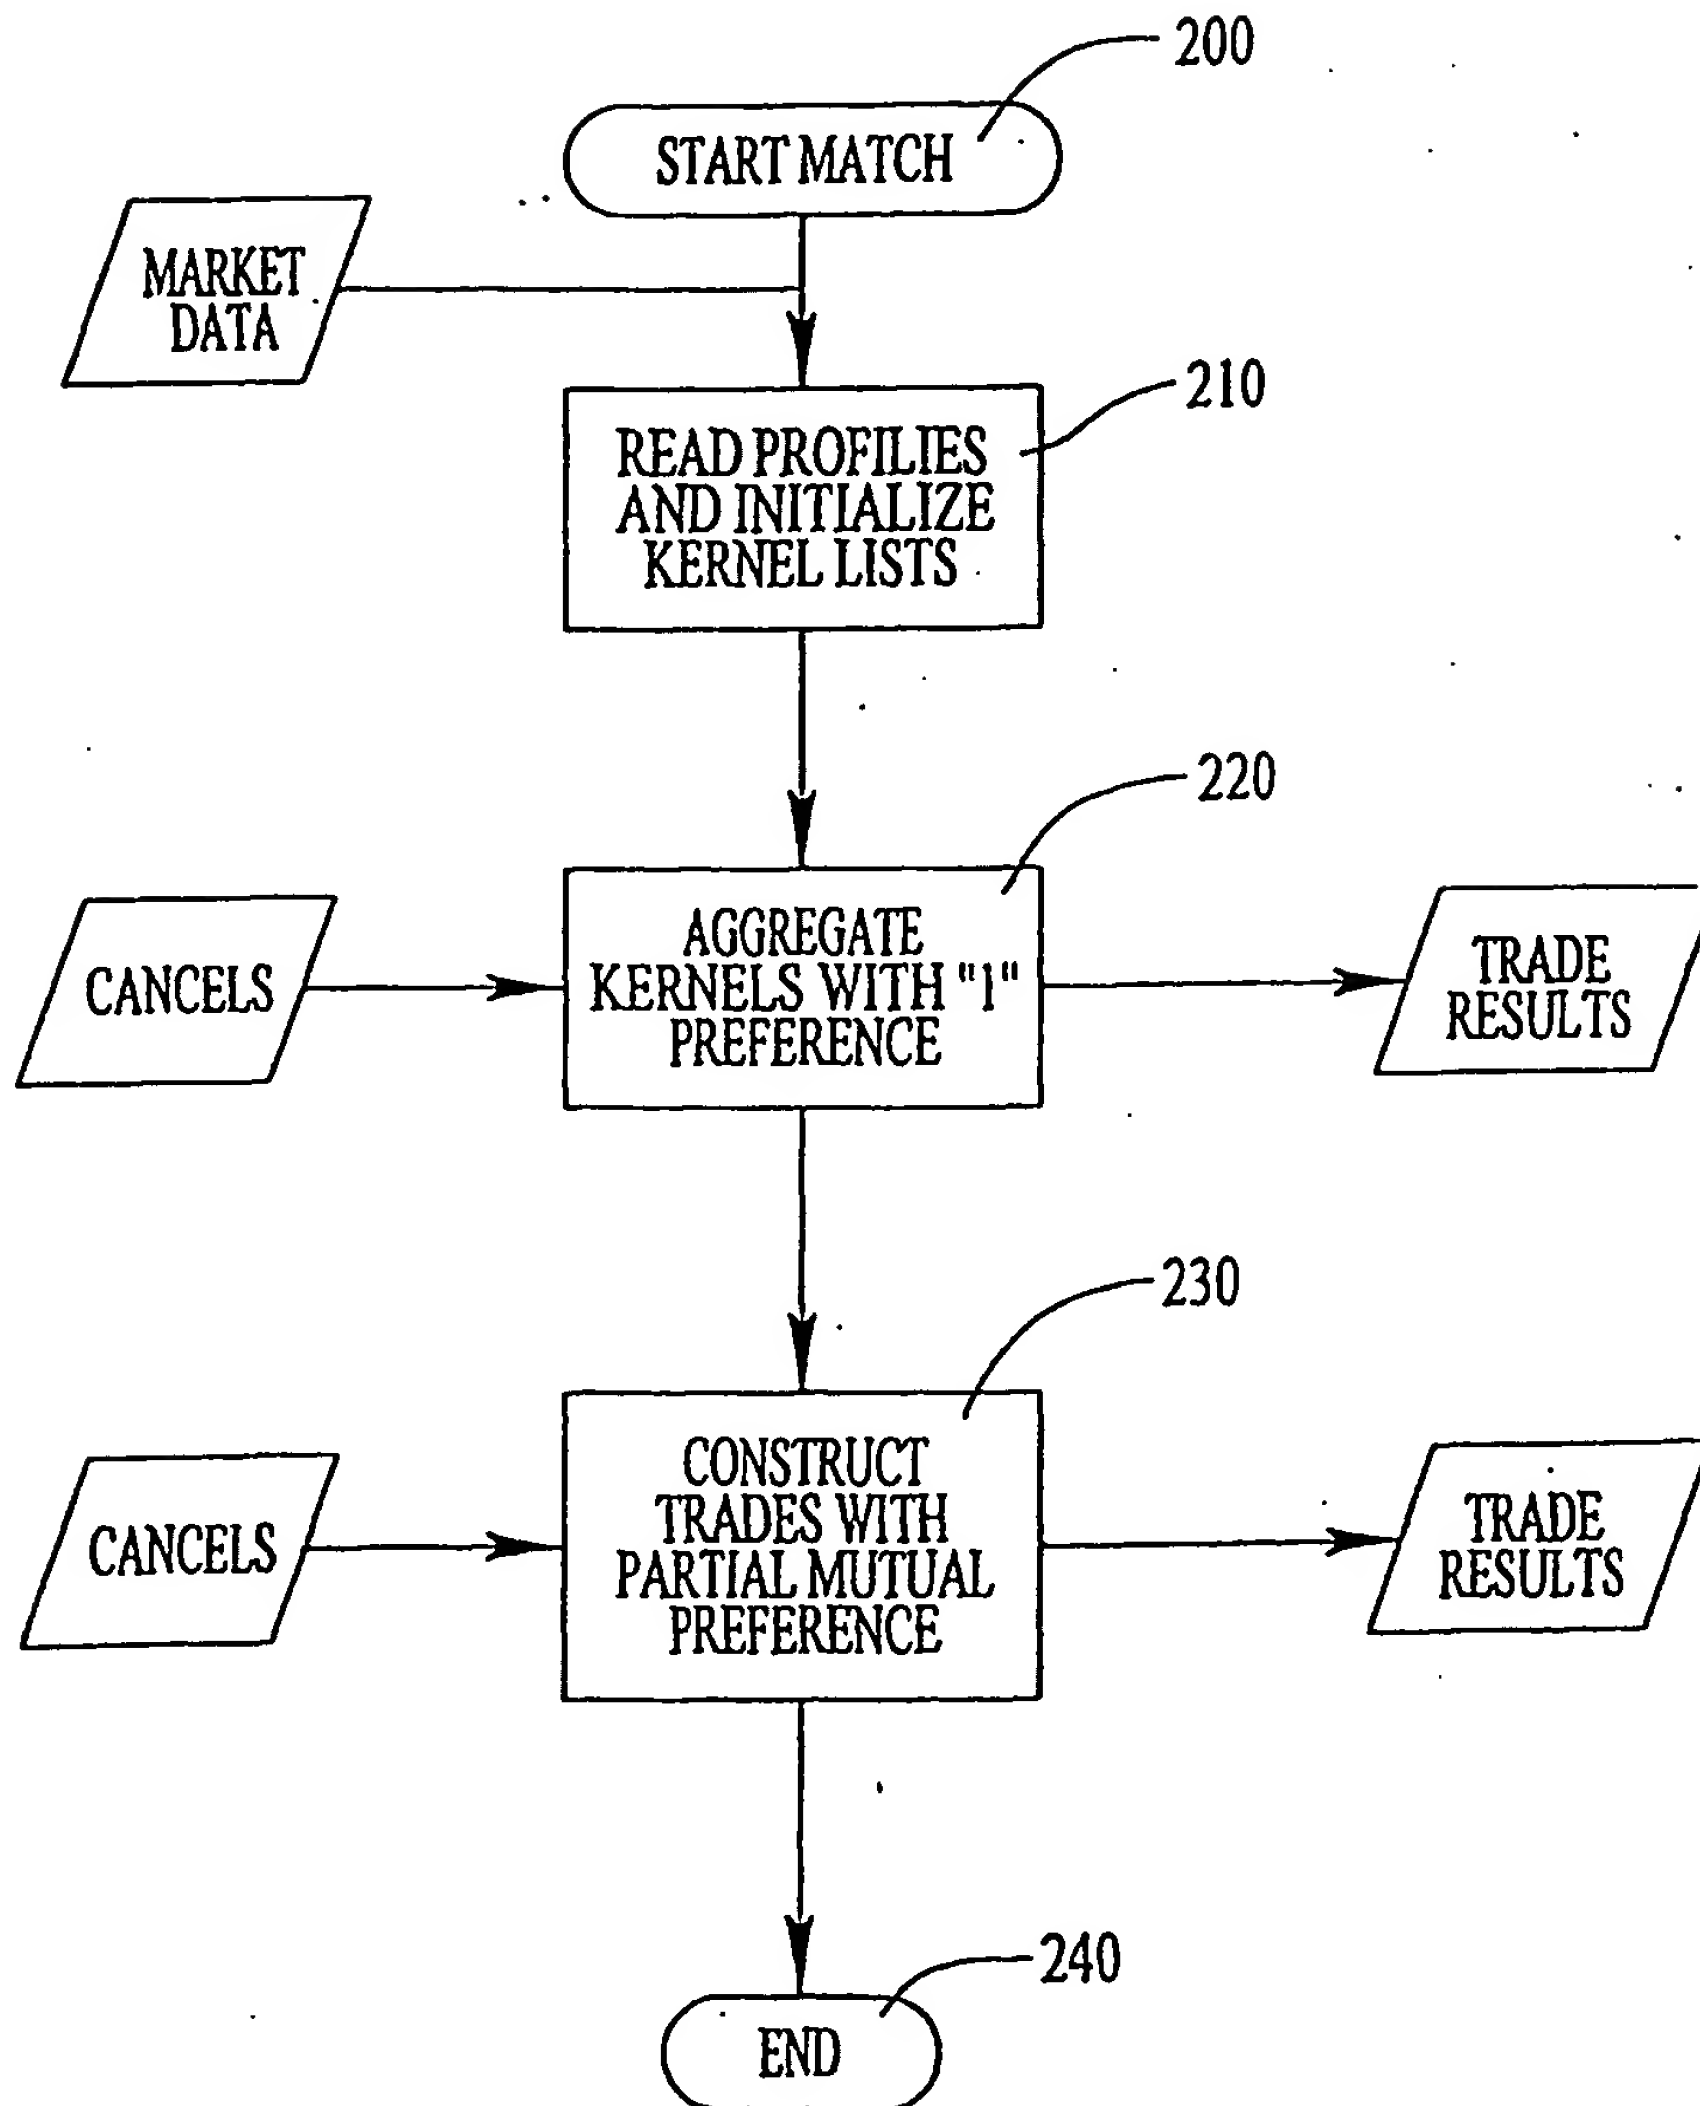 200
START MATCH
MARKET
DATA
210
READ PROFILIES
AND INITIALIZE
KERNEL LISTS
220
AGGREGATE
KERNELS WITH "1"
PREFERENCE
CANCELS
TRADE
RESULTS
230
CONSTRUCT
TRADES WITH
PARTIAL MUTUAL
PREFERENCE
CANCELS
TRADE
RESULTS
240
END